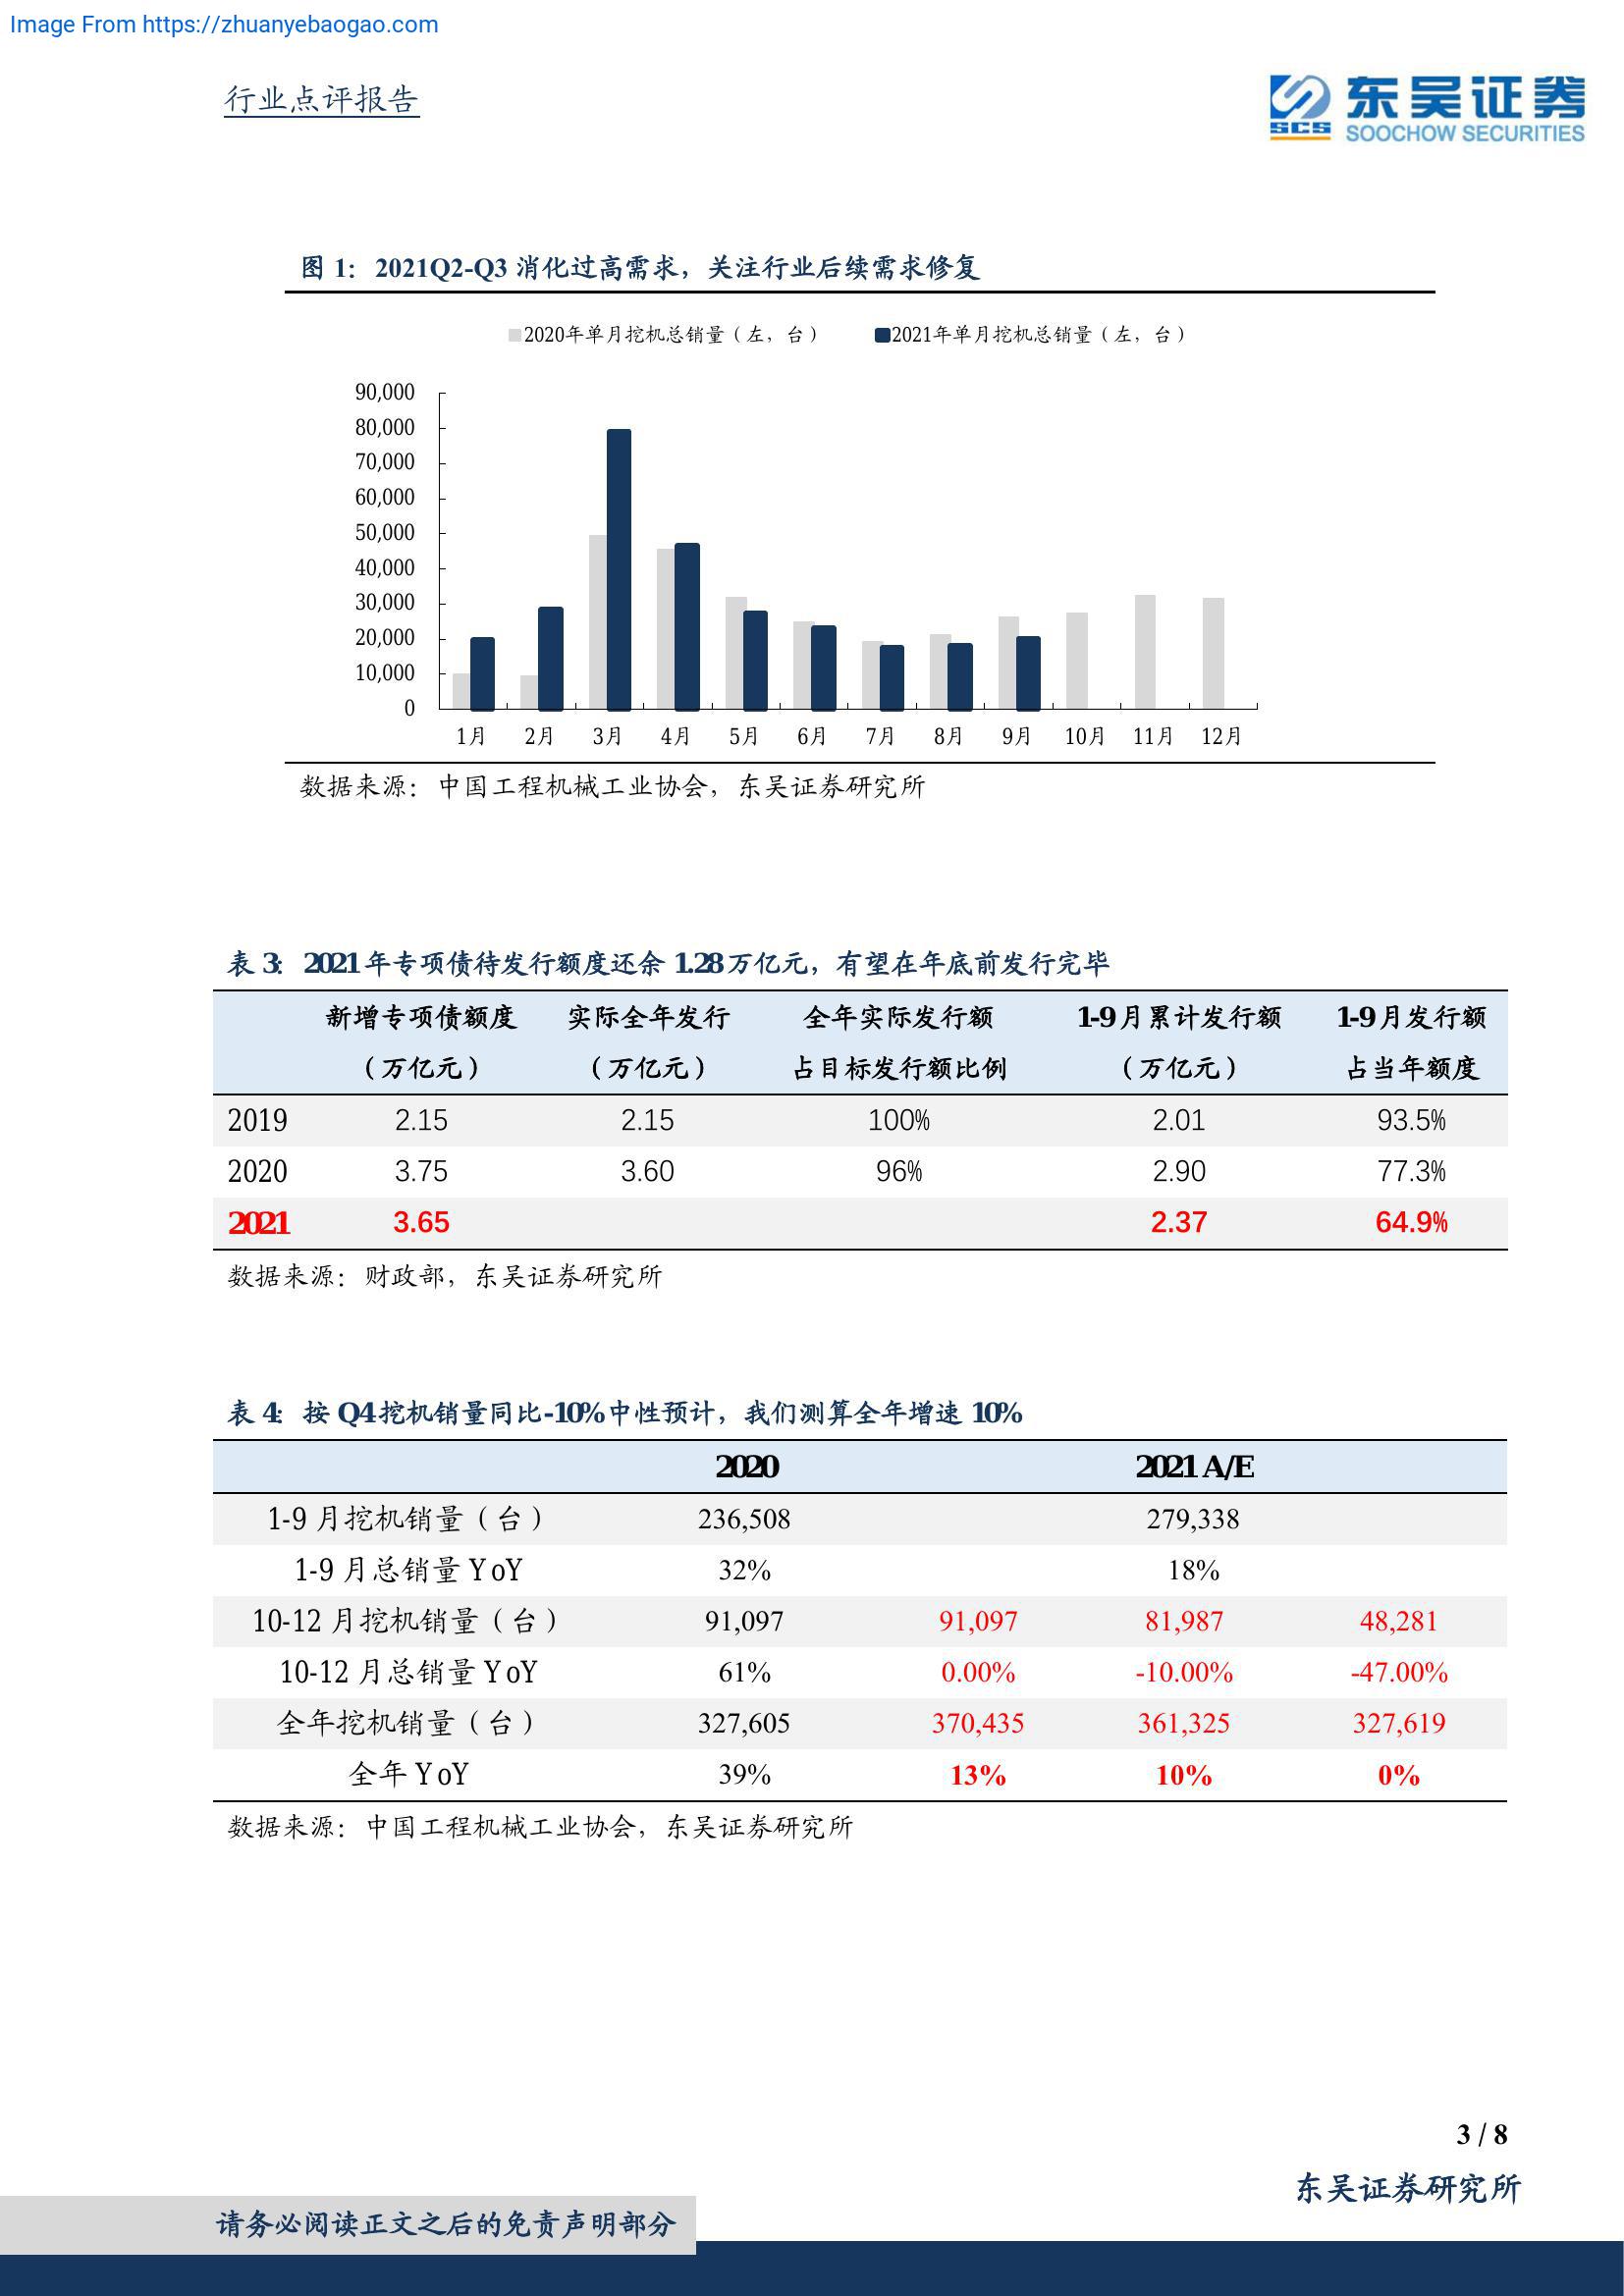 Image From https://zhuanyebaogao.com
行业点评报告
SCS
东吴证券
SOOCHOW SECURITIES
图 1： 2021Q2-Q3 消化过高需求，关注行业后续需求修复
2020年单月挖机总销量（左，台） 2021年单月挖机总销量（左，台）
90,000
80,000
70,000
60,000
50,000
40,000
30,000
20,000
10,000
0
1月 2月 3月 4月 5月 6月 7月 8月 9月 10月 11月 12月
数据来源：中国工程机械工业协会，东吴证券研究所
表 3： 2021 年专项债待发行额度还余 1.28 万亿元，有望在年底前发行完毕
新增专项债额度 实际全年发行 全年实际发行额 1-9 月累计发行额 1-9 月发行额
（万亿元） （万亿元） 占目标发行额比例 （万亿元） 占当年额度
2019 2.15 2.15 100% 2.01 93.5%
2020 3.75 3.60 96% 2.90 77.3%
2021 3.65 2.37 64.9%
数据来源：财政部，东吴证券研究所
表 4： 按 Q4 挖机销量同比-10%中性预计，我们测算全年增速 10%
2020 2021 A/E
1-9 月挖机销量（台） 236,508 279,338
1-9 月总销量 YoY 32% 18%
10-12 月挖机销量（台） 91,097 91,097 81,987 48,281
10-12 月总销量 YoY 61% 0.00% -10.00% -47.00%
全年挖机销量（台） 327,605 370,435 361,325 327,619
全年 YoY 39% 13% 10% 0%
数据来源：中国工程机械工业协会，东吴证券研究所
3 / 8
东吴证券研究所
请务必阅读正文之后的免责声明部分